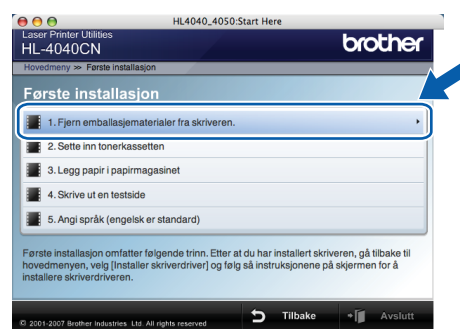 HL4040_4050:Start Here
Laser Printer Utilities
HL-4040CN
brother
Hovedmeny >> Første installasjon
Første installasjon
1. Fjern emballasjematerialer fra skriveren.
2. Sette inn tonerkassetten
3. Legg papir i papirmagasinet
4. Skrive ut en testside
5. Angi språk (engelsk er standard)
Første installasjon omfatter følgende trinn. Etter at du har installert skriveren, gå tilbake til
hovedmenyen, velg [Installer skriverdriver] og følg så instruksjonene på skjermen for å
installere skriverdriveren.
© 2001-2007 Brother Industries Ltd. All rights reserved
Tilbake
Avslutt